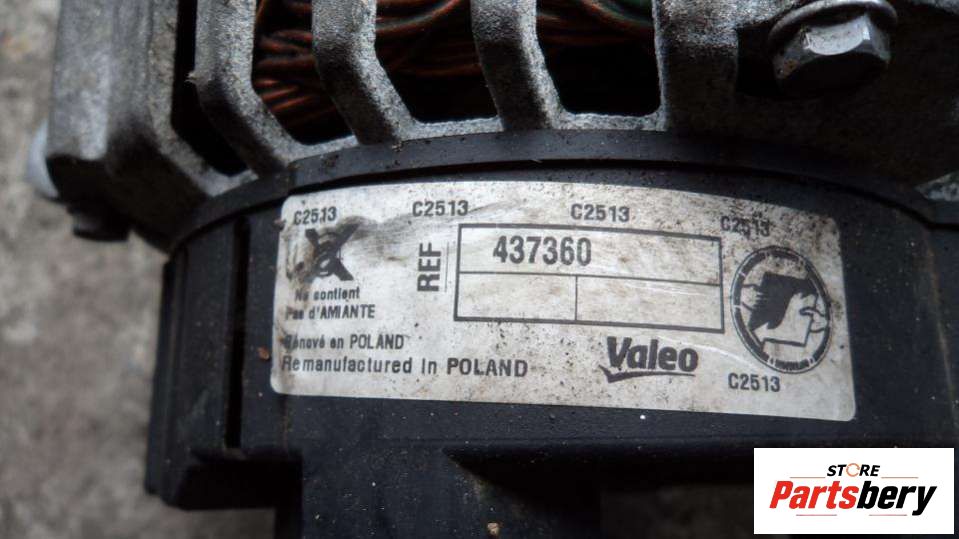 C2513 C2513 C2513 C2513
REF 437360
Ne contient
Pas d'AMIANTE
Rénové en POLAND
Remanufactured In POLAND
Valeo
C2513
STORE
Partsbery